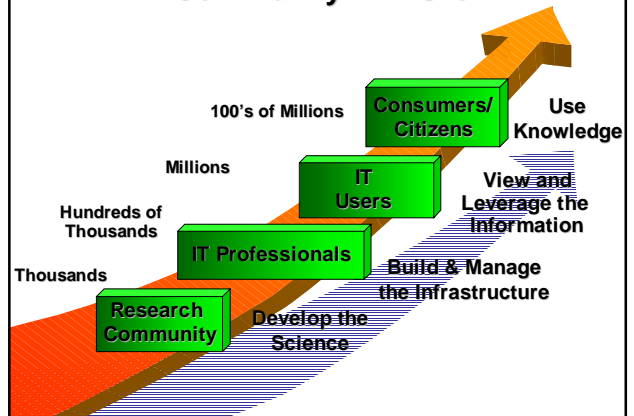 100's of Millions
Consumers/
Citizens
Use
Knowledge
Millions
IT
Users
View and
Leverage the
Information
Hundreds of
Thousands
IT Professionals
Build & Manage
the Infrastructure
Thousands
Research
Community
Develop the
Science